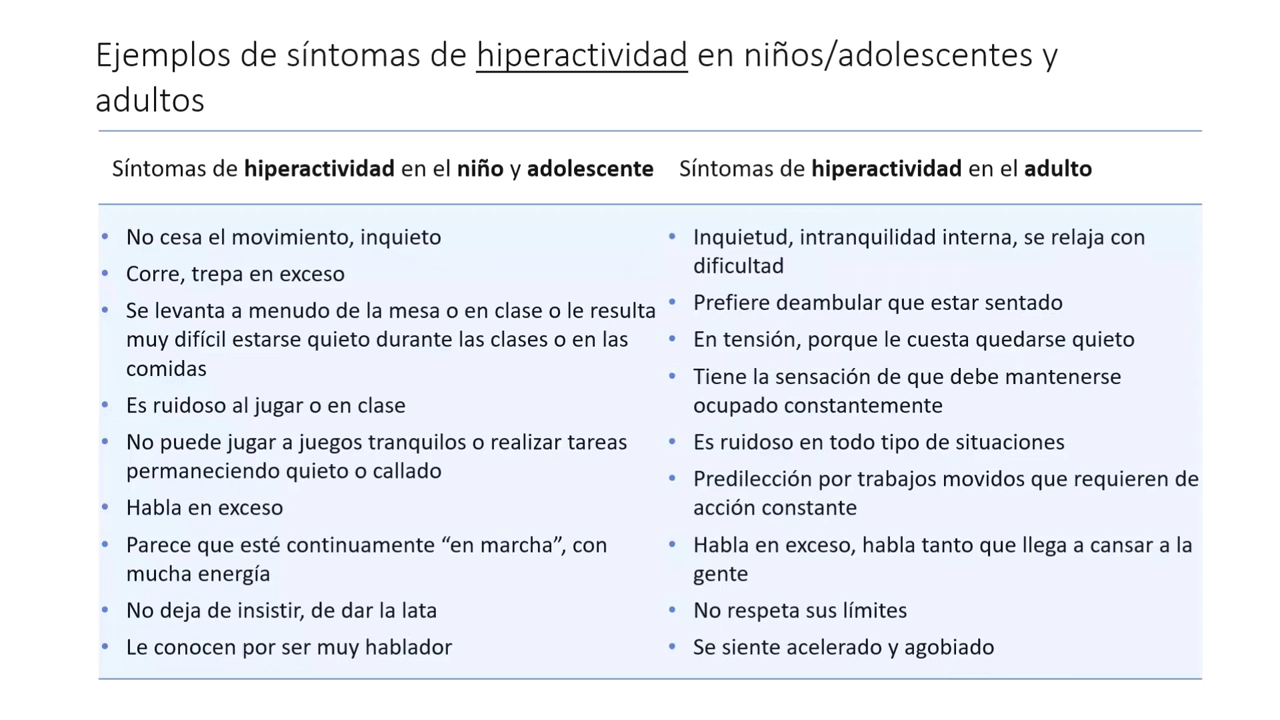 Ejemplos de síntomas de hiperactividad en niños/adolescentes y
adultos
Síntomas de hiperactividad en el niño y adolescente
• No cesa el movimiento, inquieto
• Corre, trepa en exceso
• Se levanta a menudo de la mesa o en clase o le resulta
muy difícil estarse quieto durante las clases o en las
comidas
• Es ruidoso al jugar o en clase
• No puede jugar a juegos tranquilos o realizar tareas
permaneciendo quieto o callado
• Habla en exceso
• Parece que esté continuamente “en marcha”, con
mucha energía
• No deja de insistir, de dar la lata
• Le conocen por ser muy hablador
Síntomas de hiperactividad en el adulto
• Inquietud, intranquilidad interna, se relaja con
dificultad
• Prefiere deambular que estar sentado
• En tensión, porque le cuesta quedarse quieto
• Tiene la sensación de que debe mantenerse
ocupado constantemente
• Es ruidoso en todo tipo de situaciones
• Predilección por trabajos movidos que requieren de
acción constante
• Habla en exceso, habla tanto que llega a cansar a la
gente
• No respeta sus límites
• Se siente acelerado y agobiado